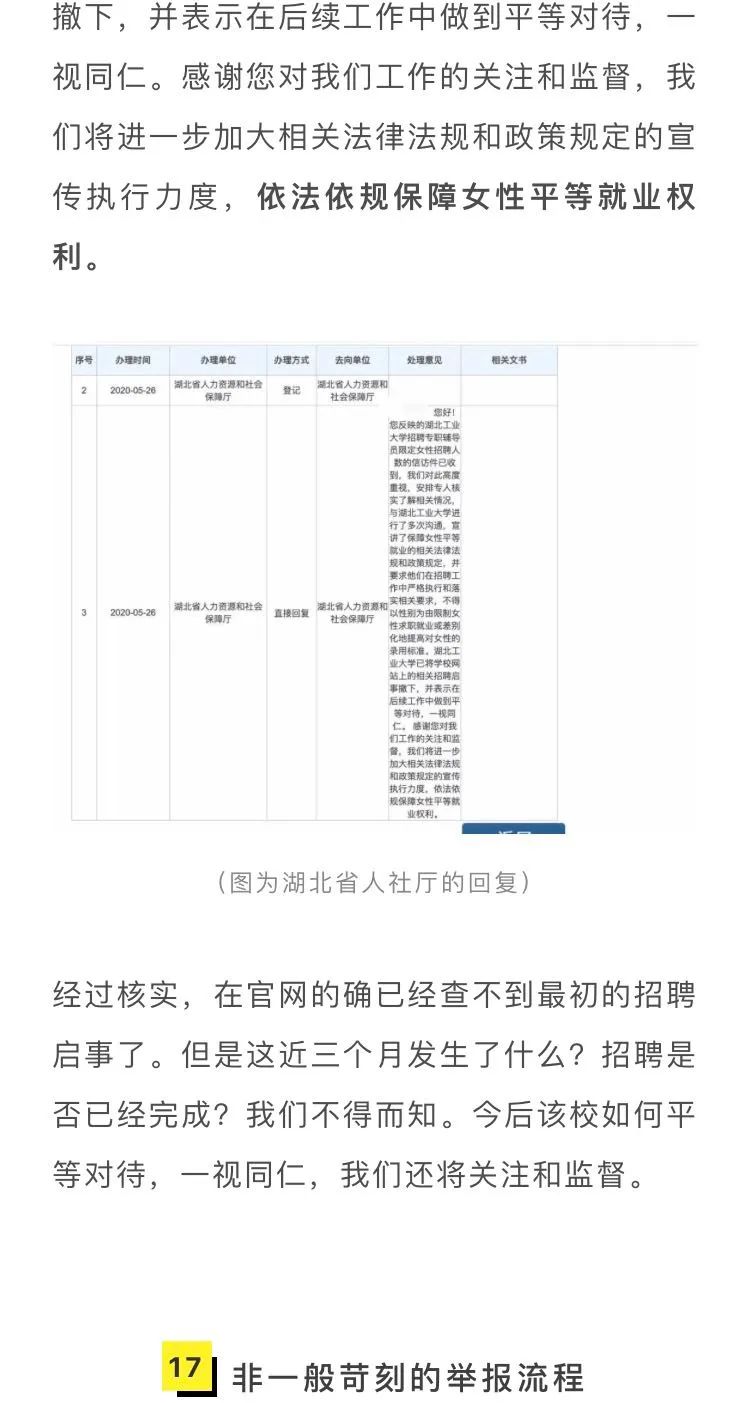 撤下，并表示在后续工作中做到平等对待，一
视同仁。感谢您对我们工作的关注和监督，我
们将进一步加大相关法律法规和政策规定的宣
传执行力度，依法依规保障女性平等就业权
利。
序号 办理时间 办理单位 办理方式 去向单位 处理意见 相关文书
2 2020-05-26 湖北省人力资源和社会
保障厅 登记 湖北省人力资源和
社会保障厅
3 2020-05-26 湖北省人力资源和社会
保障厅 直接回复 湖北省人力资源和
社会保障厅
您好！
您反映的湖北工业
大学招聘专职辅导
员限定女性招聘人
数的信访件已收
到，我们对此高度
重视，安排专人核
实了解相关情况，
与湖北工业大学进
行了多次沟通，宣
讲了保障女性平等
就业的相关法律法
规和政策规定，并
要求他们在招聘工
作中严格执行和落
实相关要求，不得
以性别为由限制女
性求职就业或差别
化地提高对女性的
录用标准。湖北工
业大学已将学校网
站上的相关招聘启
事撤下，并表示在
后续工作中做到平
等对待，一视同
仁。感谢您对我
们工作的关注和监
督，我们将进一步
加大相关法律法规
和政策规定的宣传
执行力度，依法依
规保障女性平等就
业权利。
（图为湖北省人社厅的回复）
经过核实，在官网的确已经查不到最初的招聘
启事了。但是这近三个月发生了什么？招聘是
否已经完成？我们不得而知。今后该校如何平
等对待，一视同仁，我们还将关注和监督。
17 非一般苛刻的举报流程